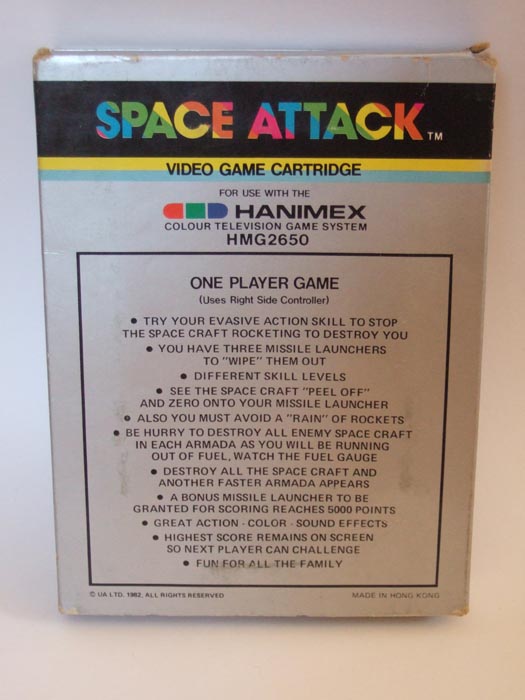 SPACE ATTACK TM
VIDEO GAME CARTRIDGE
FOR USE WITH THE
HANIMEX
COLOUR TELEVISION GAME SYSTEM
HMG2650
ONE PLAYER GAME
(Uses Right Side Controller)
• TRY YOUR EVASIVE ACTION SKILL TO STOP
THE SPACE CRAFT ROCKETING TO DESTROY YOU
• YOU HAVE THREE MISSILE LAUNCHERS
TO "WIPE" THEM OUT
• DIFFERENT SKILL LEVELS
• SEE THE SPACE CRAFT "PEEL OFF"
AND ZERO ONTO YOUR MISSILE LAUNCHER
• ALSO YOU MUST AVOID A "RAIN" OF ROCKETS
• BE HURRY TO DESTROY ALL ENEMY SPACE CRAFT
IN EACH ARMADA AS YOU WILL BE RUNNING
OUT OF FUEL, WATCH THE FUEL GAUGE
• DESTROY ALL THE SPACE CRAFT AND
ANOTHER FASTER ARMADA APPEARS
• A BONUS MISSILE LAUNCHER TO BE
GRANTED FOR SCORING REACHES 5000 POINTS
• GREAT ACTION - COLOR - SOUND EFFECTS
• HIGHEST SCORE REMAINS ON SCREEN
SO NEXT PLAYER CAN CHALLENGE
• FUN FOR ALL THE FAMILY
© UA LTD. 1982, ALL RIGHTS RESERVED
MADE IN HONG KONG